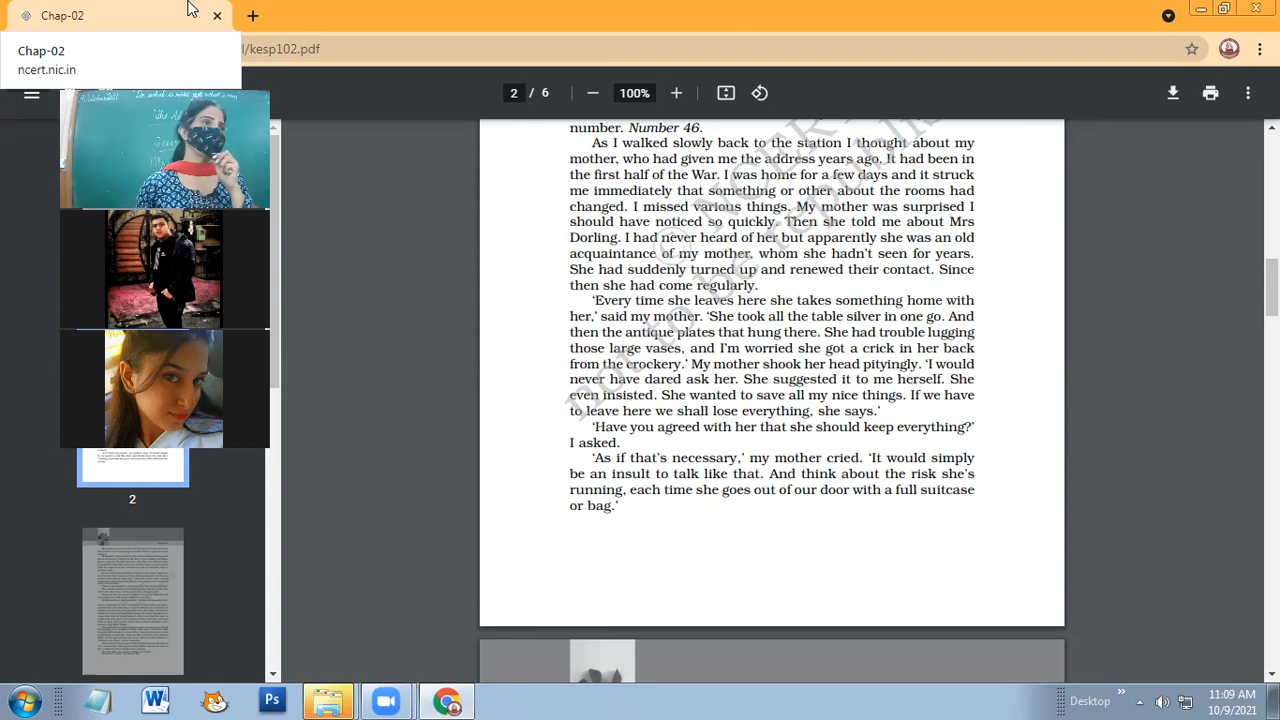 Chap-02
Chap-02
ncert.nic.in
/kesp102.pdf
2 / 6
100%
number. Number 46.
As I walked slowly back to the station I thought about my
mother, who had given me the address years ago. It had been in
the first half of the War. I was home for a few days and it struck
me immediately that something or other about the rooms had
changed. I missed various things. My mother was surprised I
should have noticed so quickly. Then she told me about Mrs
Dorling. I had never heard of her but apparently she was an old
acquaintance of my mother, whom she hadn't seen for years.
She had suddenly turned up and renewed their contact. Since
then she had come regularly.
‘Every time she leaves here she takes something home with
her,’ said my mother. ‘She took all the table silver in one go. And
then the antique plates that hung there. She had trouble lugging
those large vases, and I'm worried she got a crick in her back
from the crockery.’ My mother shook her head pityingly. ‘I would
never have dared ask her. She suggested it to me herself. She
even insisted. She wanted to save all my nice things. If we have
to leave here we shall lose everything, she says.’
‘Have you agreed with her that she should keep everything?’
I asked.
‘As if that's necessary,’ my mother cried. ‘It would simply
be an insult to talk like that. And think about the risk she's
running, each time she goes out of our door with a full suitcase
or bag.’
© NCER
not to be republis
2
W
Ps
Desktop
11:09 AM
10/9/2021